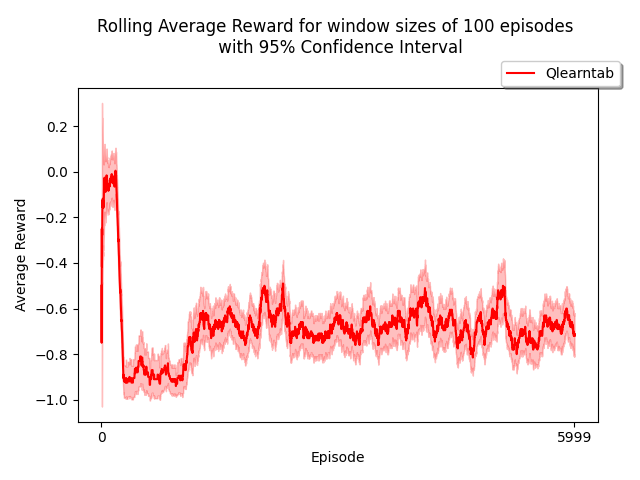 Rolling Average Reward for window sizes of 100 episodes
with 95% Confidence Interval
Qlearntab
0.2
0.0
−0.2
−0.4
−0.6
−0.8
−1.0
Average Reward
0
5999
Episode